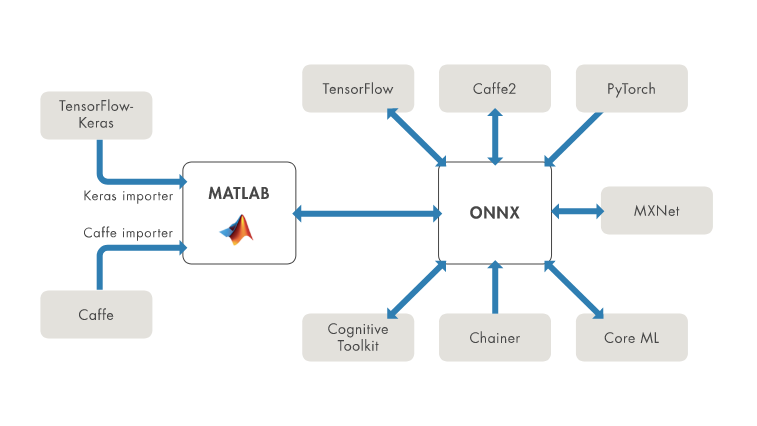 TensorFlow
Caffe2
PyTorch
TensorFlow-
Keras
Keras importer
MATLAB
ONNX
MXNet
Caffe importer
Caffe
Cognitive
Toolkit
Chainer
Core ML